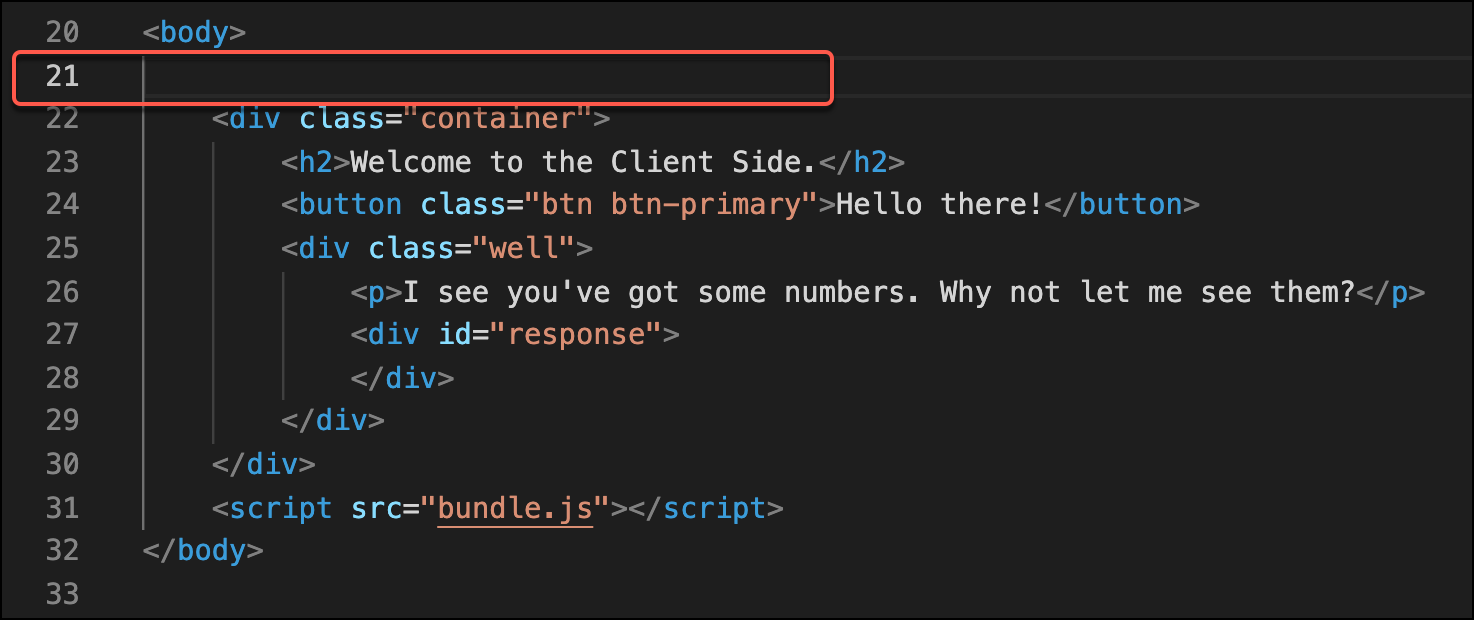 20 <body>
21
22 <div class="container">
23 <h2>Welcome to the Client Side.</h2>
24 <button class="btn btn-primary">Hello there!</button>
25 <div class="well">
26 <p>I see you've got some numbers. Why not let me see them?</p>
27 <div id="response">
28 </div>
29 </div>
30 </div>
31 <script src="bundle.js"></script>
32 </body>
33